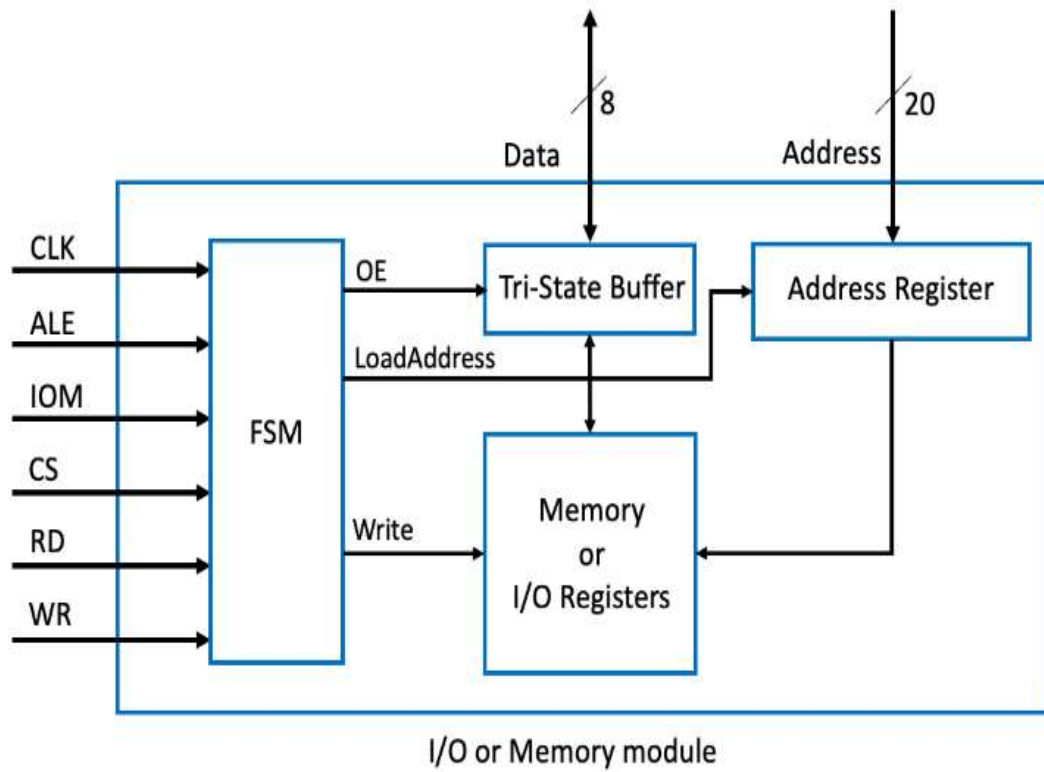 8
20
Data
Address
CLK
ALE
IOM
CS
RD
WR
FSM
OE
LoadAddress
Write
Tri-State Buffer
Address Register
Memory
or
I/O Registers
I/O or Memory module